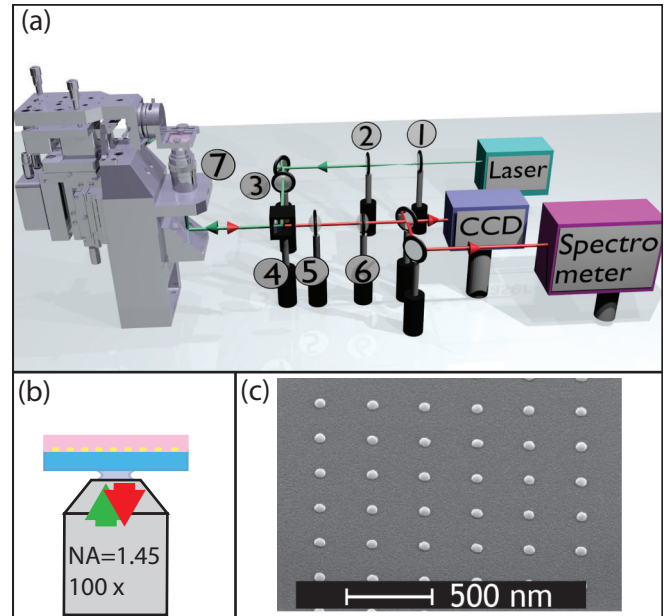 (a)
1
2
3
7
Laser
CCD
Spectro
meter
4
5
6
(b)
(c)
NA=1.45
100 x
500 nm